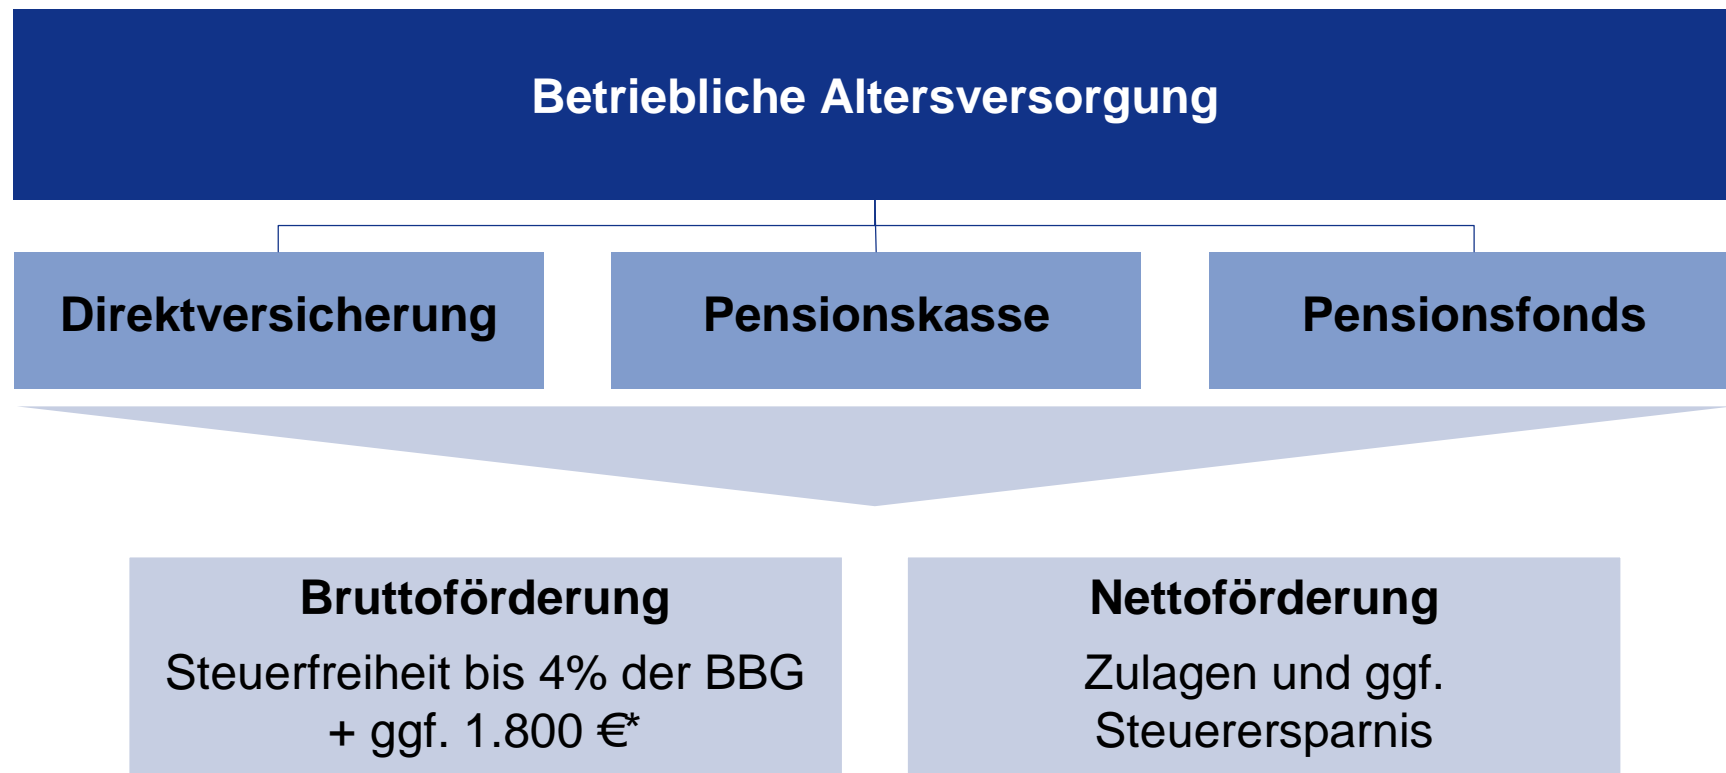 Betriebliche Altersversorgung
Direktversicherung
Pensionskasse
Pensionsfonds
Bruttoförderung
Steuerfreiheit bis 4% der BBG
+ ggf. 1.800 €*
Nettoförderung
Zulagen und ggf.
Steuerersparnis